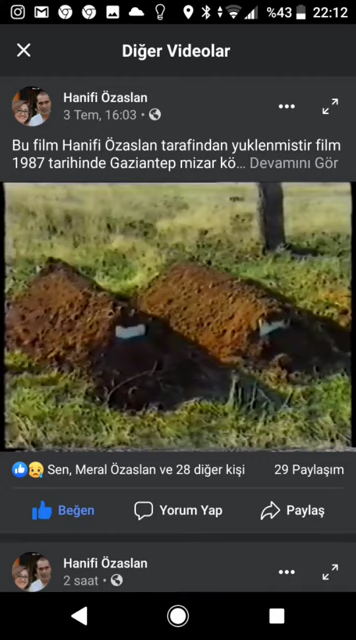 %43 22:12
Diğer Videolar
Hanifi Özaslan
3 Tem, 16:03
Bu film Hanifi Özaslan tarafindan yuklenmistir film
1987 tarihinde Gaziantep mizar kö... Devamını Gör
Sen, Meral Özaslan ve 28 diğer kişi 29 Paylaşım
Beğen Yorum Yap Paylaş
Hanifi Özaslan
2 saat